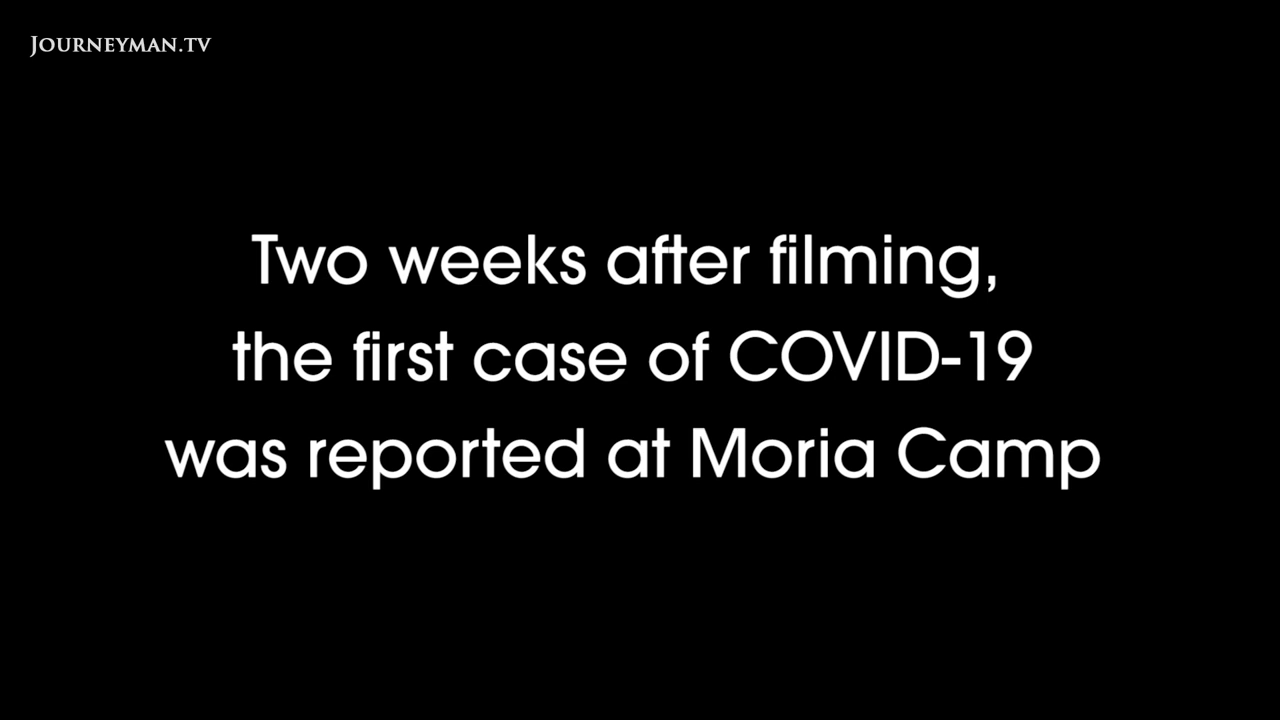 JOURNEYMAN.TV
Two weeks after filming,
the first case of COVID-19
was reported at Moria Camp